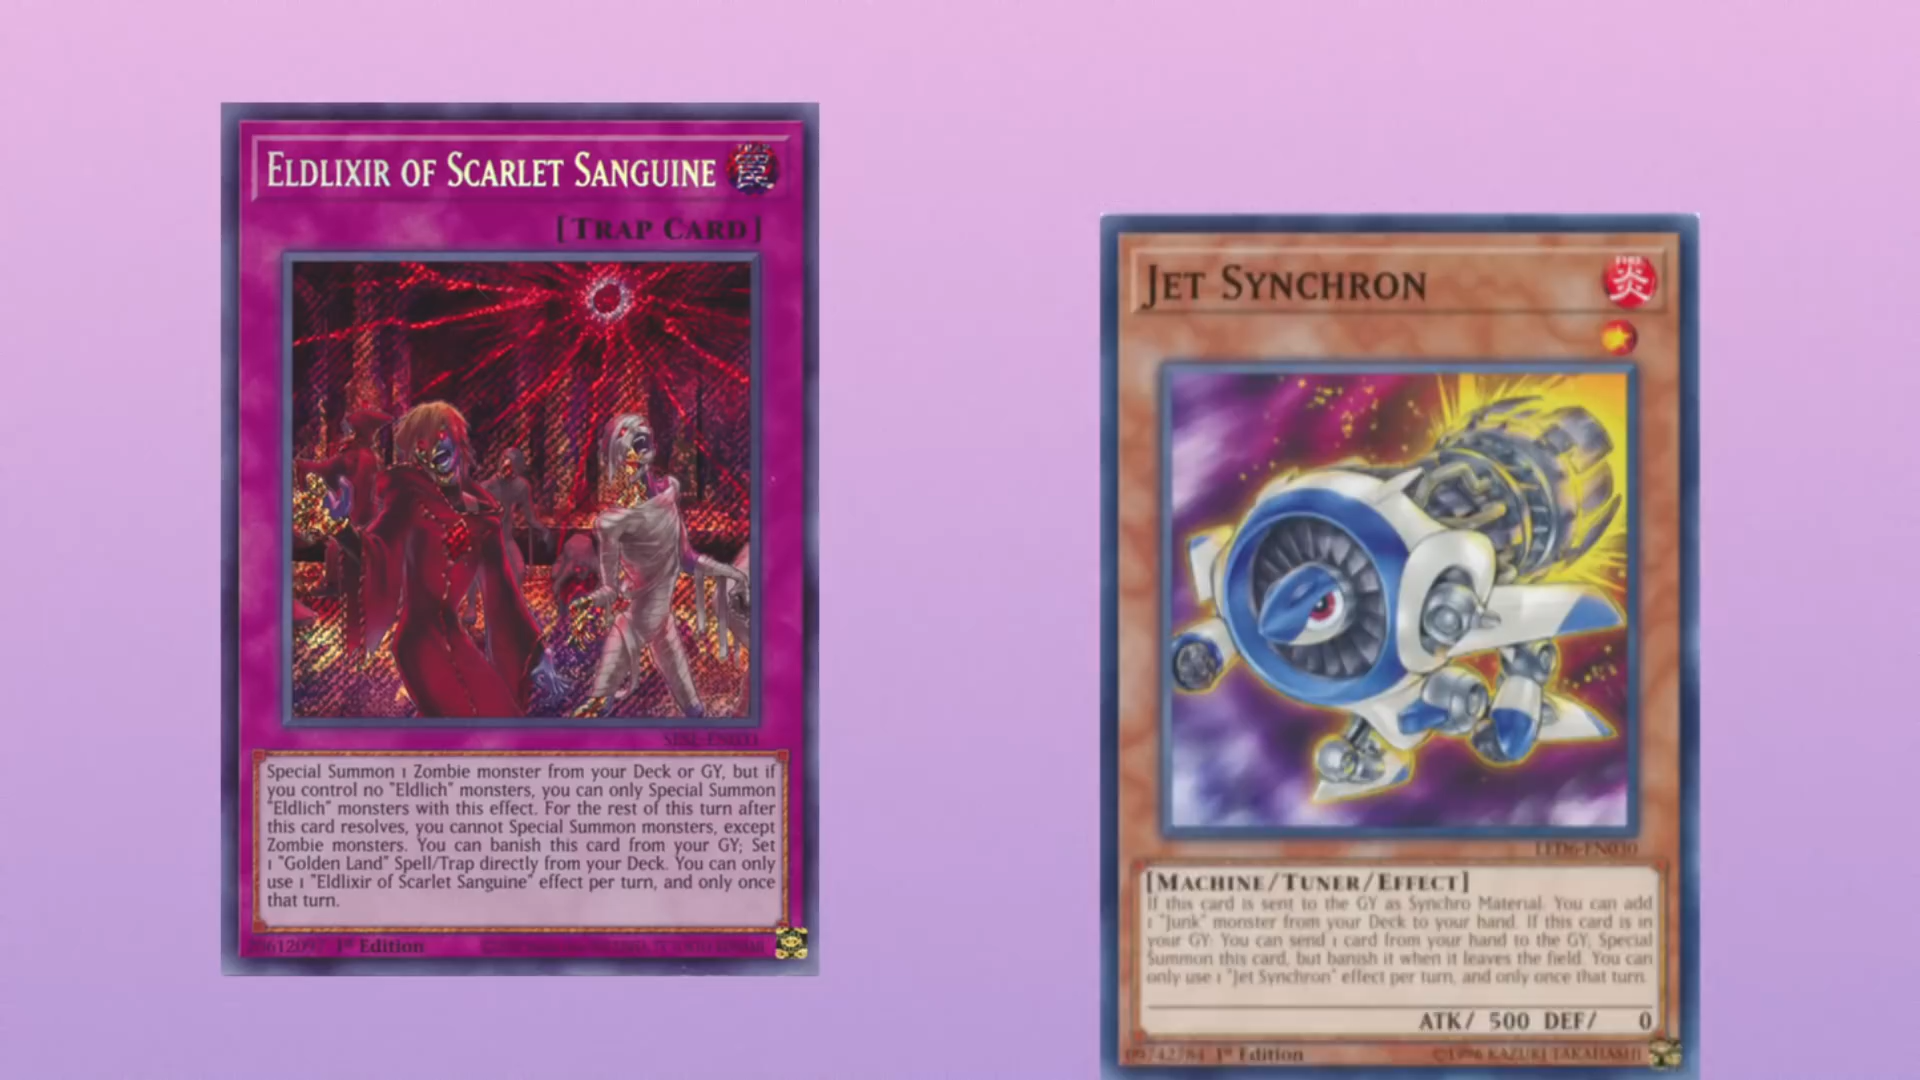 ELDLIXIR OF SCARLET SANGUINE
[TRAP CARD]
Special Summon 1 Zombie monster from your Deck or GY, but if
you control no "Eldlich" monsters, you can only Special Summon
"Eldlich" monsters with this effect. For the rest of this turn after
this card resolves, you cannot Special Summon monsters, except
Zombie monsters. You can banish this card from your GY; Set
1 "Golden Land" Spell/Trap directly from your Deck. You can only
use 1 "Eldlixir of Scarlet Sanguine" effect per turn, and only once
that turn.
1st Edition
JET SYNCHRON
炎
LED6-EN030
[MACHINE/TUNER/EFFECT]
If this card is sent to the GY as Synchro Material: You can add
1 "Junk" monster from your Deck to your hand. If this card is in
your GY: You can send 1 card from your hand to the GY; Special
Summon this card, but banish it when it leaves the field. You can
only use 1 "Jet Synchron" effect per turn, and only once that turn.
ATK/ 500 DEF/ 0
1st Edition
©1996 KAZUKI TAKAHASHI